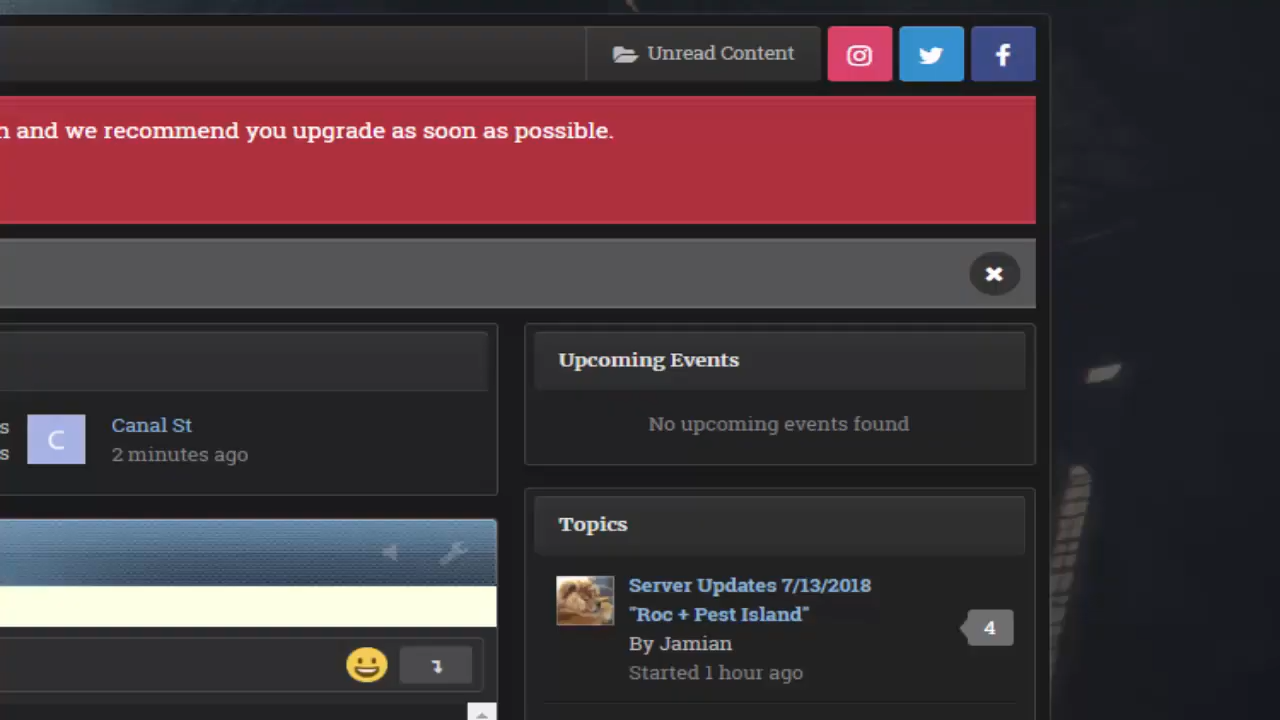 Unread Content
and we recommend you upgrade as soon as possible.
Upcoming Events
No upcoming events found
C
Canal St
2 minutes ago
Topics
Server Updates 7/13/2018
"Roc + Pest Island"
By Jamian
Started 1 hour ago
4